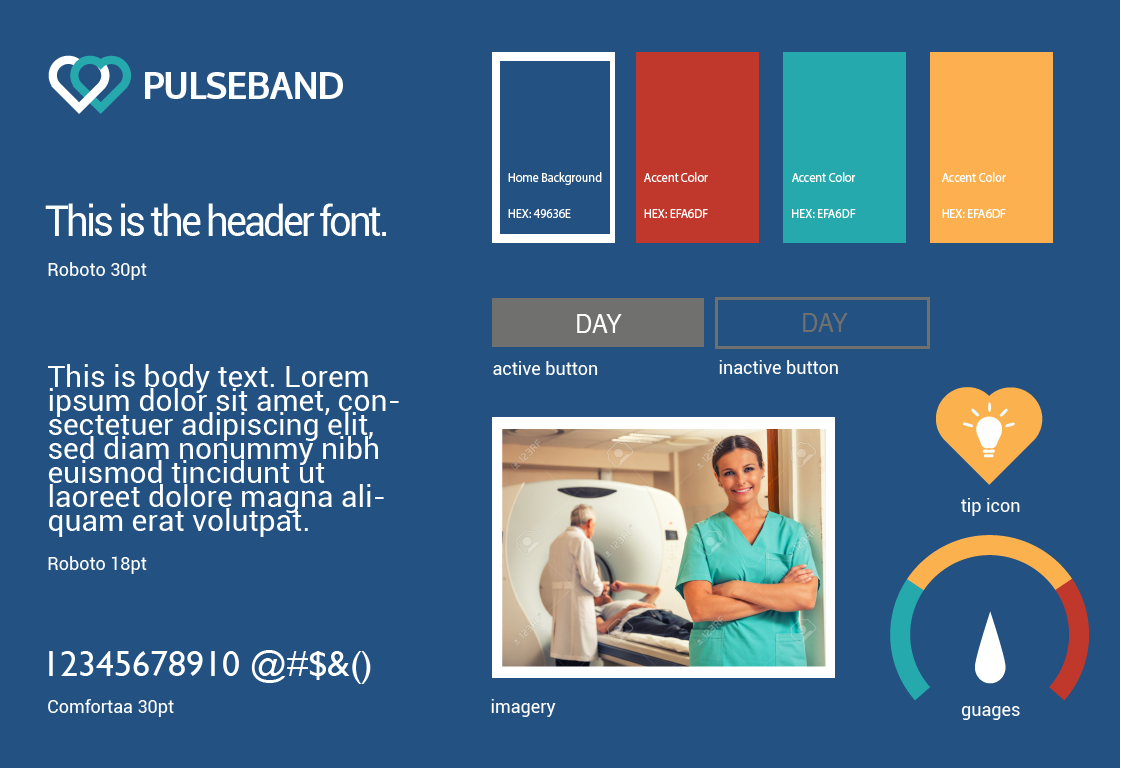 PULSEBAND
This is the header font.
Roboto 30pt
This is body text. Lorem
ipsum dolor sit amet, con-
sectetuer adipiscing elit,
sed diam nonummy nibh
euismod tincidunt ut
laoreet dolore magna ali-
quam erat volutpat.
Roboto 18pt
12345678910 @#$&()
Comfortaa 30pt
Home Background
HEX: 49636E
Accent Color
HEX: EFA6DF
Accent Color
HEX: EFA6DF
Accent Color
HEX: EFA6DF
DAY
active button
DAY
inactive button
imagery
tip icon
guages